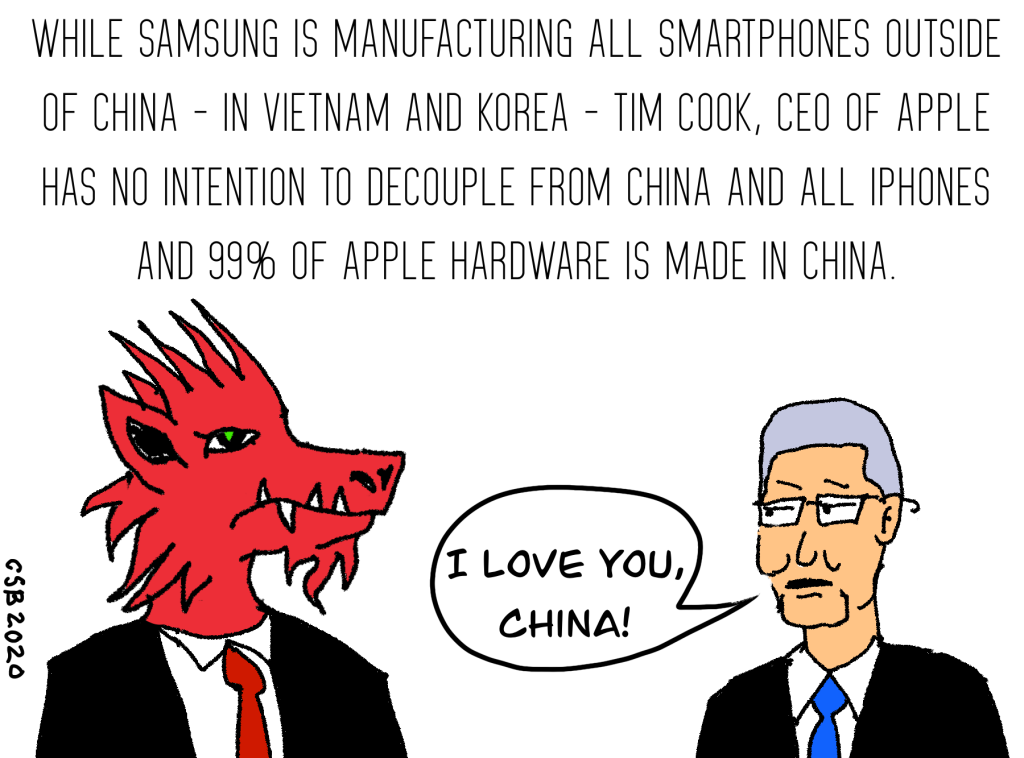 WHILE SAMSUNG IS MANUFACTURING ALL SMARTPHONES OUTSIDE
OF CHINA - IN VIETNAM AND KOREA - TIM COOK, CEO OF APPLE
HAS NO INTENTION TO DECOUPLE FROM CHINA AND ALL IPHONES
AND 99% OF APPLE HARDWARE IS MADE IN CHINA.
I LOVE YOU,
CHINA!
GSB 2020